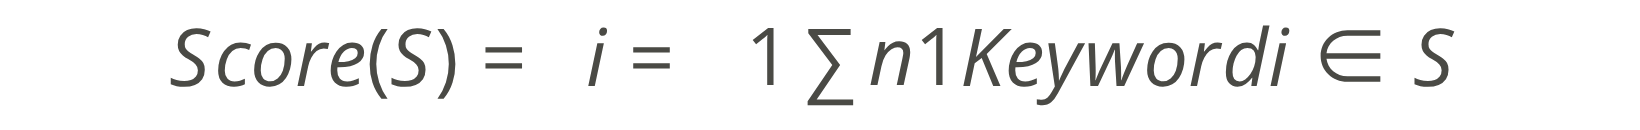 Score(S) = i = 1∑n1Keywordi ∈ S